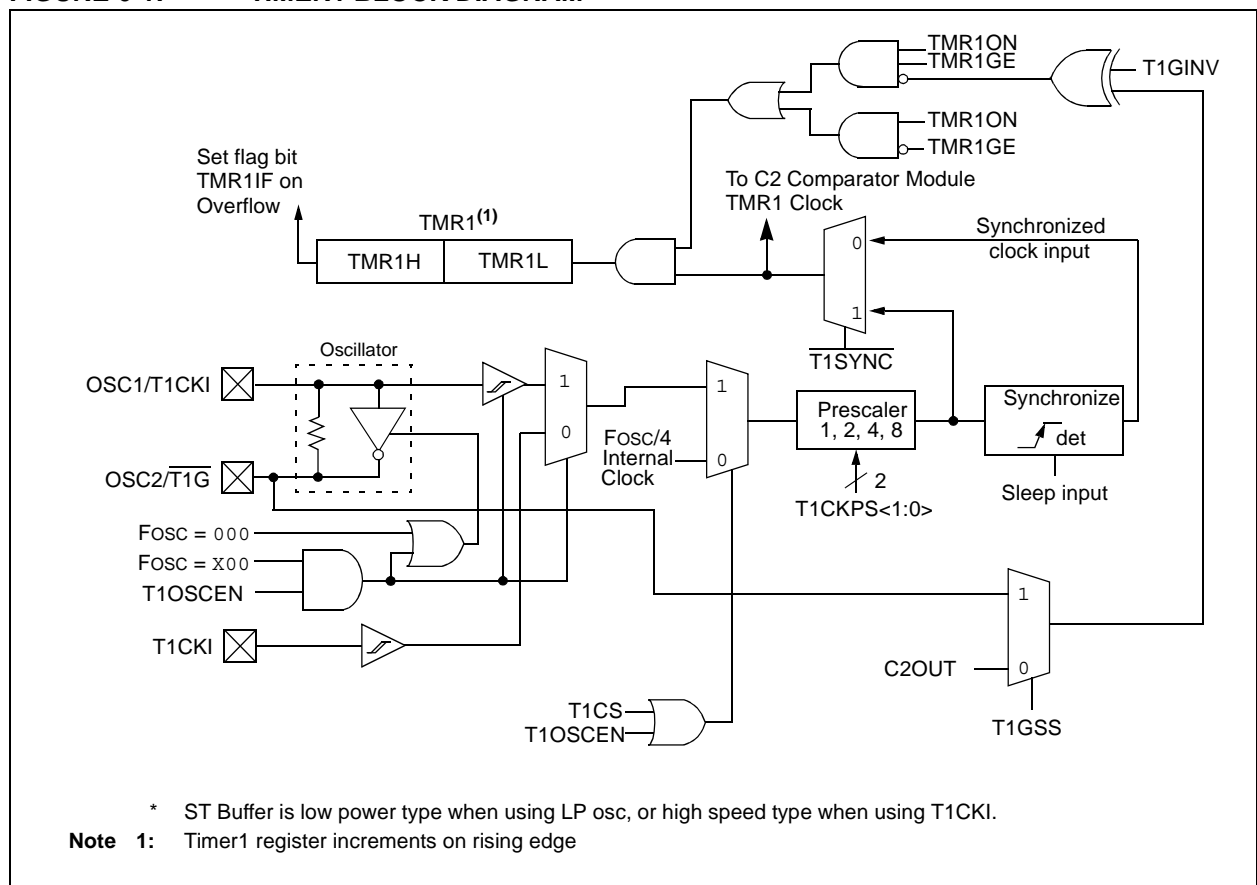 TMR1ON
TMR1GE
T1GINV
TMR1ON
TMR1GE
Set flag bit
TMR1IF on
Overflow
To C2 Comparator Module
TMR1 Clock
TMR1(1)
TMR1H
TMR1L
0
1
Synchronized
clock input
T1SYNC
Oscillator
OSC1/T1CKI
OSC2/T1G
1
0
FOSC/4
Internal
Clock
1
0
Prescaler
1, 2, 4, 8
2
T1CKPS<1:0>
Synchronize
det
Sleep input
FOSC = 000
FOSC = X00
T1OSCEN
T1CKI
1
0
C2OUT
T1GSS
T1CS
T1OSCEN
* ST Buffer is low power type when using LP osc, or high speed type when using T1CKI.
Note 1: Timer1 register increments on rising edge